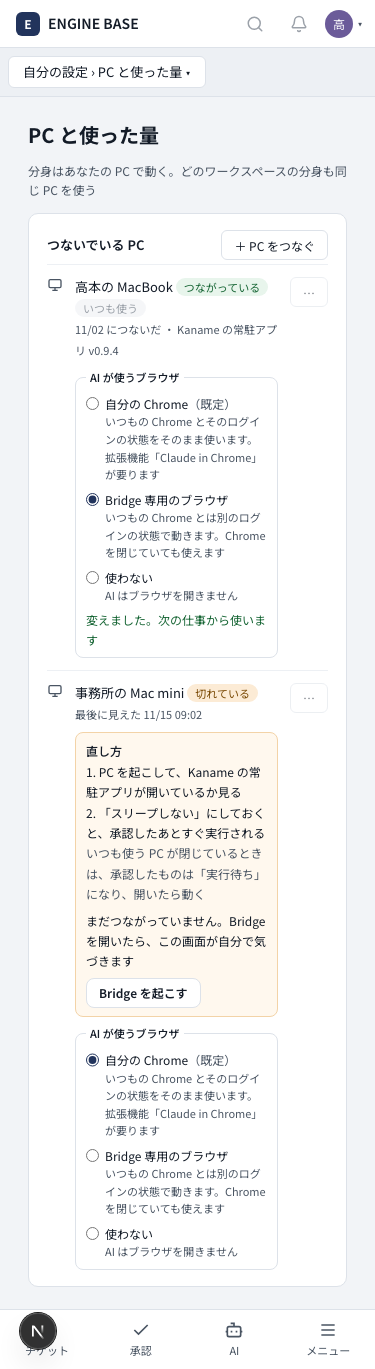 E ENGINE BASE 高
自分の設定 › PC と使った量 ▾
PC と使った量
分身はあなたの PC で動く。どのワークスペースの分身も同
じ PC を使う
つないでいる PC
＋ PC をつなぐ
高本の MacBook つながっている
いつも使う
…
11/02 につないだ ・ Kaname の常駐アプ
リ v0.9.4
AI が使うブラウザ
自分の Chrome（既定）
いつもの Chrome とそのログイ
ンの状態をそのまま使います。
拡張機能「Claude in Chrome」
が要ります
Bridge 専用のブラウザ
いつもの Chrome とは別のログ
インの状態で動きます。Chrome
を閉じていても使えます
使わない
AI はブラウザを開きません
変えました。次の仕事から使いま
す
事務所の Mac mini 切れている
…
最後に見えた 11/15 09:02
直し方
1. PC を起こして、Kaname の常
駐アプリが開いているか見る
2. 「スリープしない」にしておく
と、承認したあとすぐ実行される
いつも使う PC が閉じているとき
は、承認したものは「実行待ち」
になり、開いたら動く
まだつながっていません。Bridge
を開いたら、この画面が自分で気
づきます
Bridge を起こす
AI が使うブラウザ
自分の Chrome（既定）
いつもの Chrome とそのログイ
ンの状態をそのまま使います。
拡張機能「Claude in Chrome」
が要ります
Bridge 専用のブラウザ
いつもの Chrome とは別のログ
インの状態で動きます。Chrome
を閉じていても使えます
使わない
AI はブラウザを開きません
N
チケット
承認
AI
メニュー